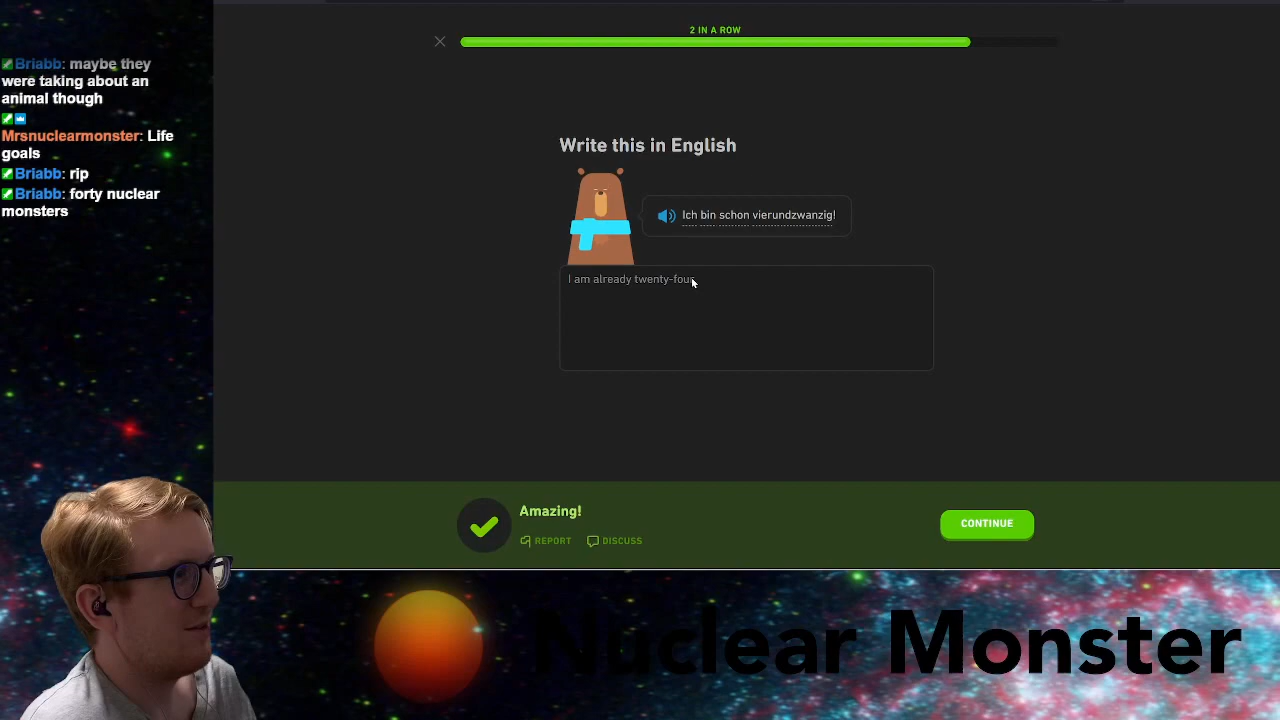 2 IN A ROW
Briabb: maybe they
were taking about an
animal though
Mrsnuclearmonster: Life
goals
Briabb: rip
Briabb: forty nuclear
monsters
Write this in English
Ich bin schon vierundzwanzig!
I am already twenty-four
Amazing!
REPORT
DISCUSS
CONTINUE
Nuclear Monster